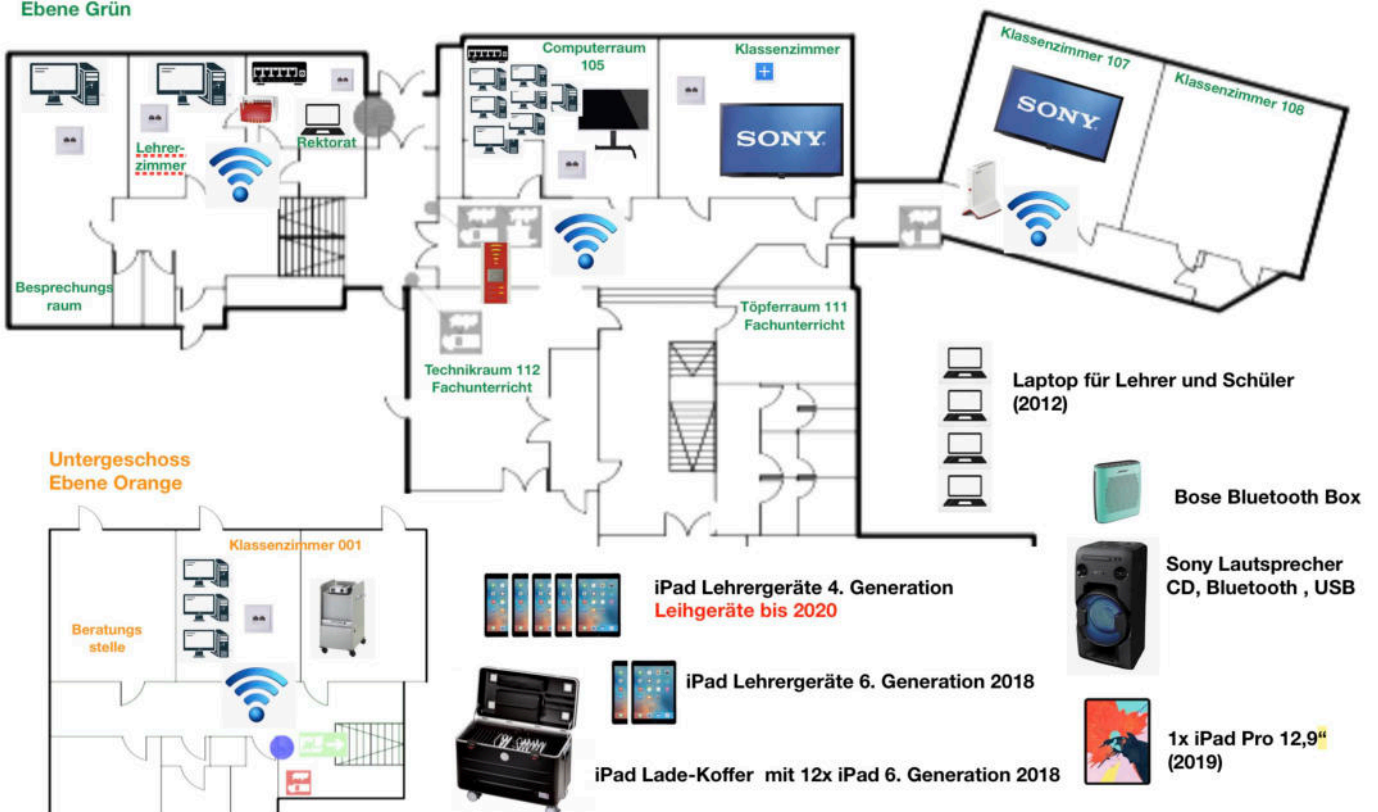 Ebene Grün
Computerraum
105
Klassenzimmer
Klassenzimmer 107
Klassenzimmer 108
SONY
SONY
Lehrer-
zimmer
Rektorat
Besprechungs
raum
Töpferraum 111
Fachunterricht
Technikraum 112
Fachunterricht
Laptop für Lehrer und Schüler
(2012)
Untergeschoss
Ebene Orange
Klassenzimmer 001
Beratungs
stelle
Bose Bluetooth Box
Sony Lautsprecher
CD, Bluetooth , USB
iPad Lehrergeräte 4. Generation
Leihgeräte bis 2020
iPad Lehrergeräte 6. Generation 2018
1x iPad Pro 12,9“
(2019)
iPad Lade-Koffer mit 12x iPad 6. Generation 2018